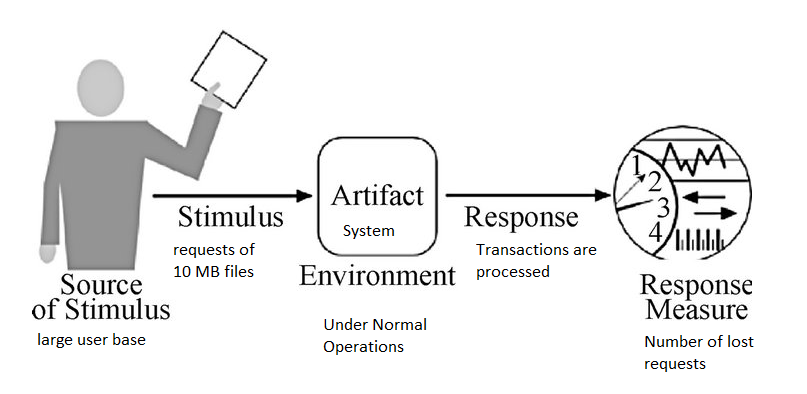 Source
of Stimulus
large user base
Stimulus
requests of
10 MB files
Artifact
System
Environment
Under Normal
Operations
Response
Transactions are
processed
1
2
3
4
Response
Measure
Number of lost
requests